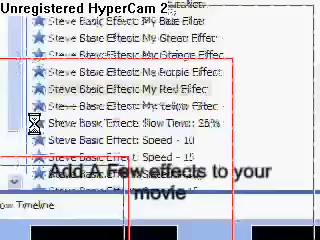 Unregistered HyperCam 2
Steve Basic Effect: My Blue Filter
Steve Basic Effect: My Green Effect
Steve Basic Effect: My Orange Effect
Steve Basic Effect: My Purple Effect
Steve Basic Effect: My Red Effect
Steve Basic Effect: My Yellow Effect
Steve Basic Effect: Slow Time: 25%
Steve Basic Effect: Speed - 10
Steve Basic Effect: Speed - 15
Add A Few effects to your
movie
ow Timeline